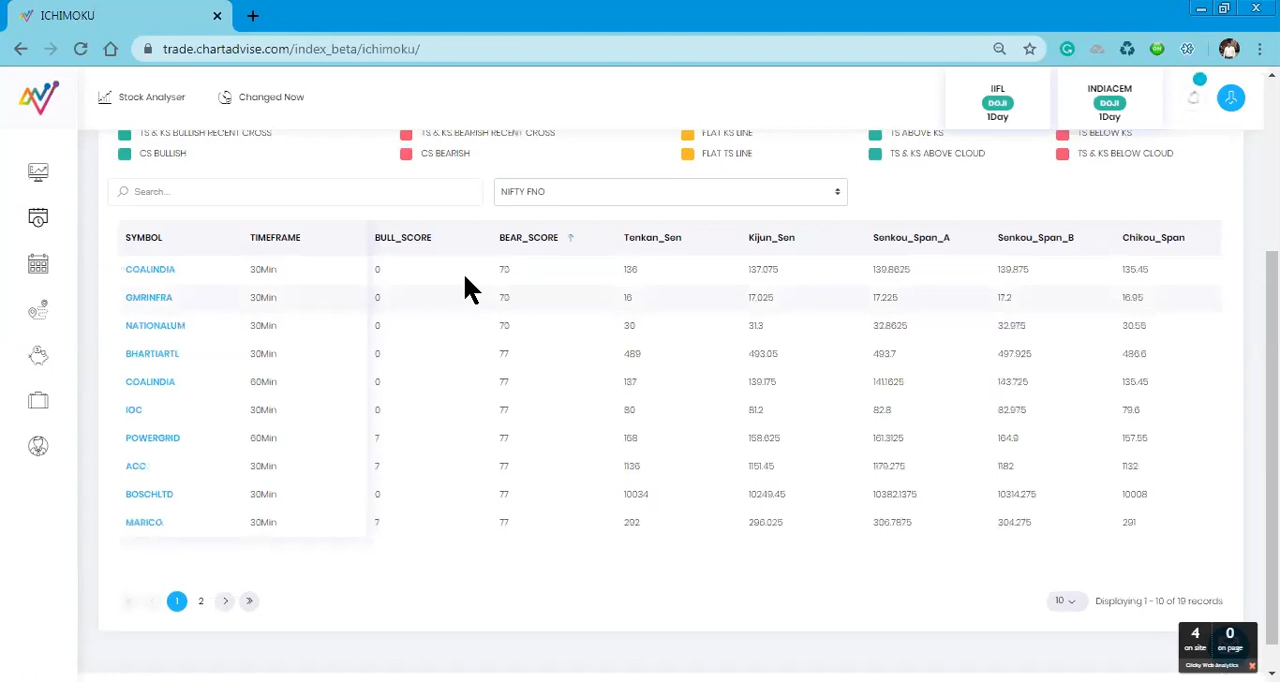 ICHIMOKU
trade.chartadvise.com/index_beta/ichimoku/
Stock Analyser
Changed Now
IIFL
DOJI
1Day
INDIACEM
DOJI
1Day
TS & KS BULLISH RECENT CROSS
TS & KS BEARISH RECENT CROSS
FLAT KS LINE
TS ABOVE KS
TS BELOW KS
CS BULLISH
CS BEARISH
FLAT TS LINE
TS & KS ABOVE CLOUD
TS & KS BELOW CLOUD
Search...
NIFTY FNO
SYMBOL TIMEFRAME BULL_SCORE BEAR_SCORE Tenkan_Sen Kijun_Sen Senkou_Span_A Senkou_Span_B Chikou_Span
COALINDIA 30Min 0 70 136 137.075 139.8625 139.875 135.45
GMRINFRA 30Min 0 70 16 17.025 17.225 17.2 16.95
NATIONALUM 30Min 0 70 30 31.3 32.8625 32.975 30.55
BHARTIARTL 30Min 0 77 489 493.05 493.7 497.925 486.6
COALINDIA 60Min 0 77 137 139.175 141.1625 143.725 135.45
IOC 30Min 0 77 80 81.2 82.8 82.975 79.6
POWERGRID 60Min 7 77 158 158.625 161.3125 164.9 157.55
ACC 30Min 7 77 1136 1151.45 1179.275 1182 1132
BOSCHLTD 30Min 0 77 10034 10249.45 10382.1375 10314.275 10008
MARICO 30Min 7 77 292 296.025 306.7875 304.275 291
1 2
10
Displaying 1 - 10 of 19 records
4 0
on site on page
Clicky Web Analytics